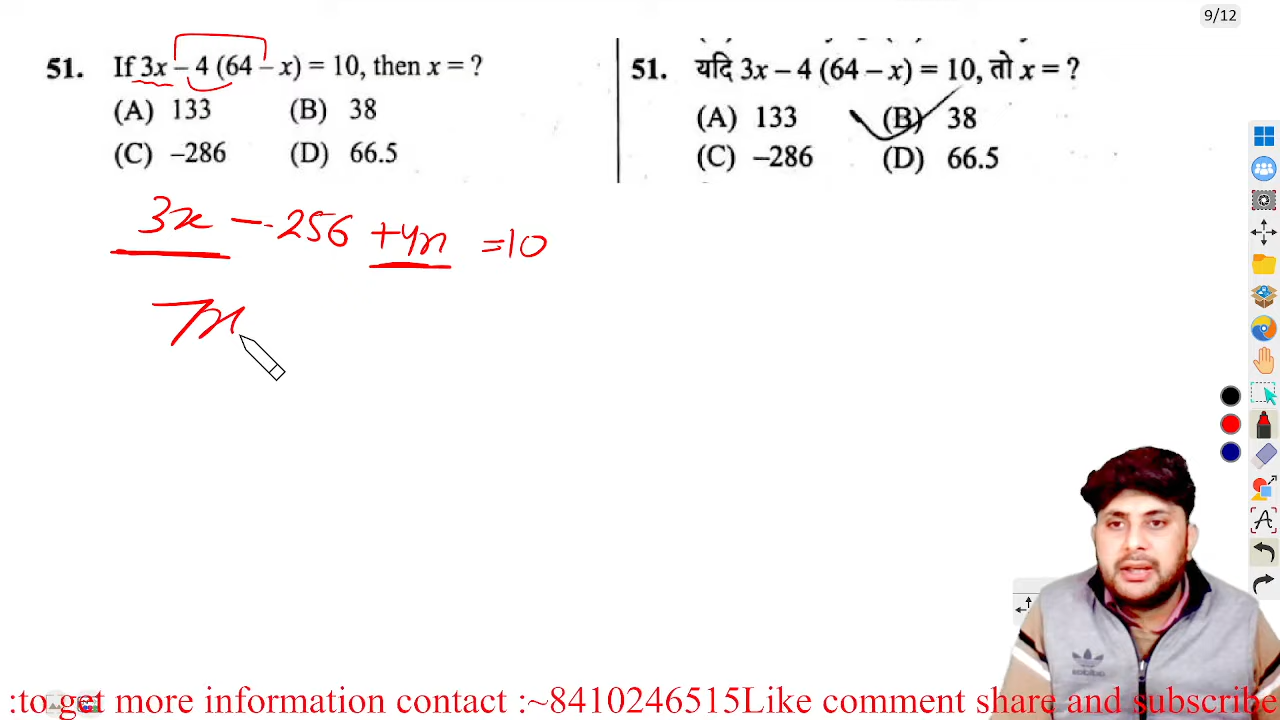 9/12
51. If 3x – 4 (64 – x) = 10, then x = ?
(A) 133 (B) 38
(C) –286 (D) 66.5
51. यदि 3x – 4 (64 – x) = 10, तो x = ?
(A) 133 (B) 38
(C) –286 (D) 66.5
3x – 256 + 4x = 10
7x
:to get more information contact :~8410246515Like comment share and subscribe